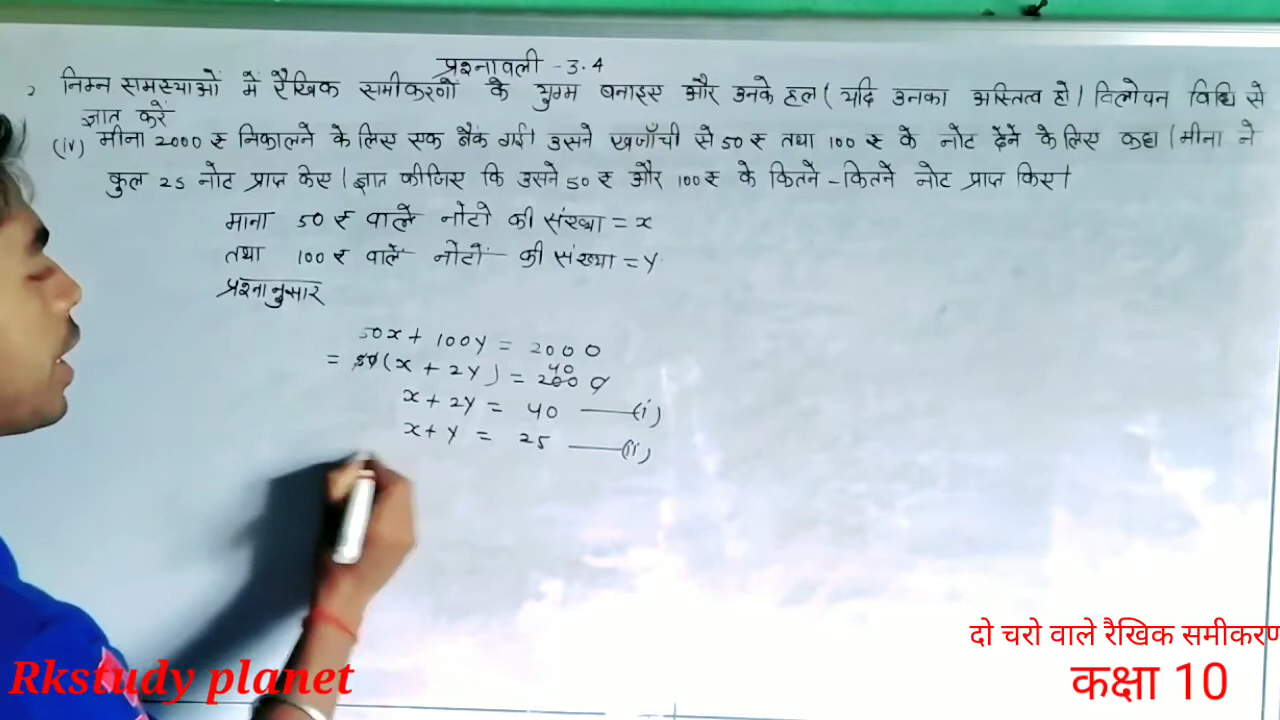 प्रश्नावली - 3.4
2 निम्न समस्याओं में रैखिक समीकरणों के युग्म बनाइए और उनके हल ( यदि उनका अस्तित्व हो ) विलोपन विधि से
ज्ञात करें
(iv) मीना 2000 ₹ निकालने के लिए एक बैंक गई। उसने खजाँची से 50 ₹ तथा 100 ₹ के नोट देने के लिए कहा । मीना ने
कुल 25 नोट प्राप्त किए । ज्ञात कीजिए कि उसने 50 ₹ और 100 ₹ के कितने - कितने नोट प्राप्त किए ।
माना 50 ₹ वाले नोटो की संख्या = x
तथा 100 ₹ वाले नोटों की संख्या = y
प्रश्नानुसार
50x + 100y = 2000
= 50 (x + 2y) = 2000 40
x + 2y = 40 (i)
x + y = 25 (ii)
दो चरो वाले रैखिक समीकरण
कक्षा 10
Rkstudy planet